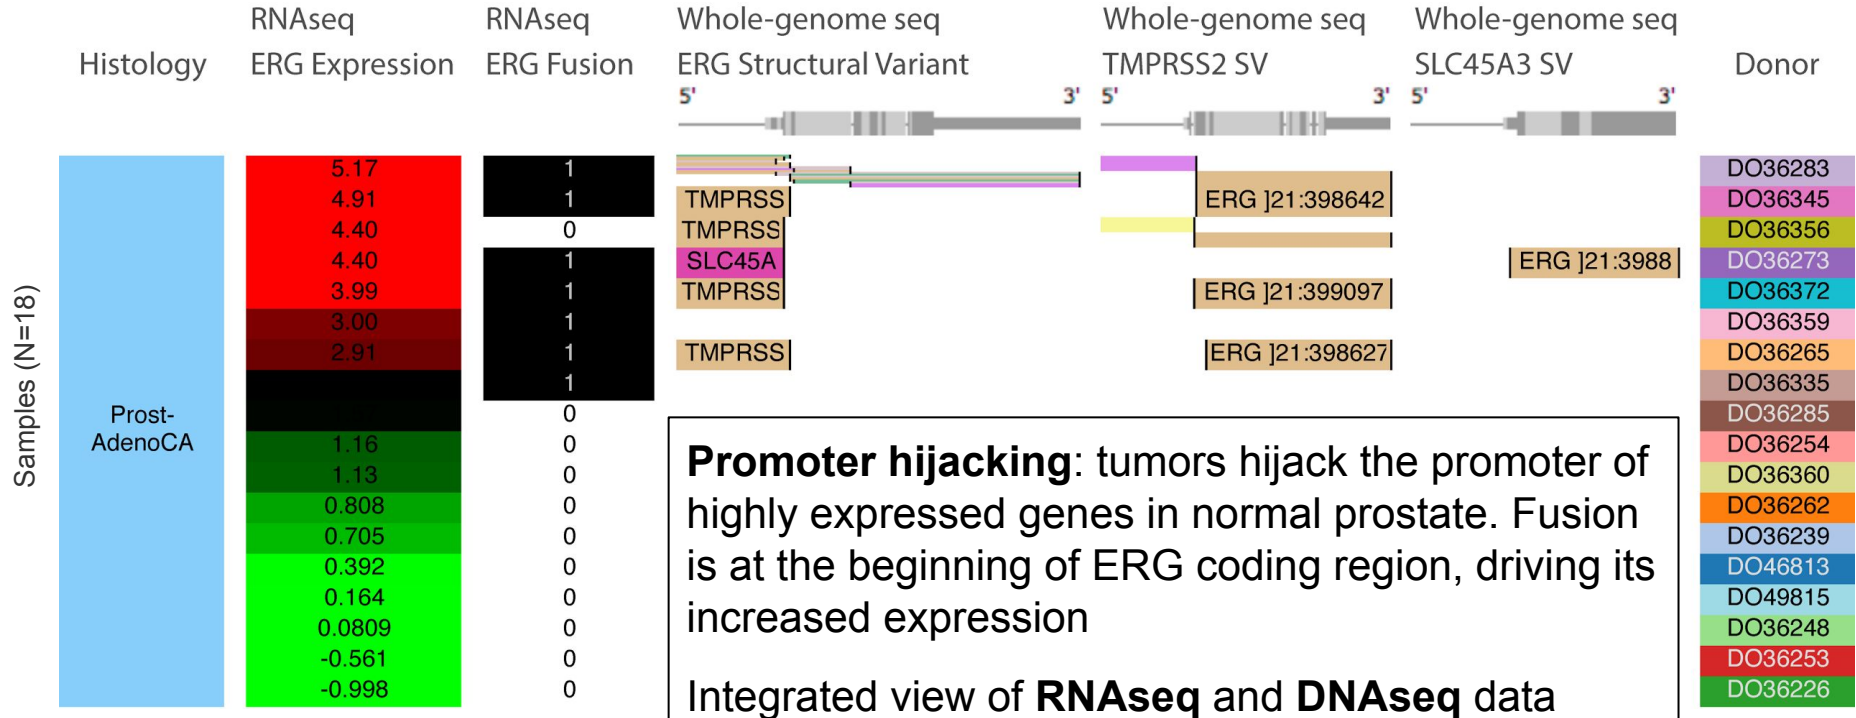 RNAseq RNAseq Whole-genome seq Whole-genome seq Whole-genome seq
Histology ERG Expression ERG Fusion ERG Structural Variant TMPRSS2 SV SLC45A3 SV Donor
5' 3' 5' 3' 5' 3'
5.17 1 DO36283
4.91 1 TMPRSS ERG ]21:398642 DO36345
4.40 0 TMPRSS DO36356
4.40 1 SLC45A ERG ]21:3988 DO36273
3.99 1 TMPRSS ERG ]21:399097 DO36372
3.00 1 DO36359
2.91 1 TMPRSS ERG ]21:398627 DO36265
1 DO36335
0 DO36285
1.16 0 DO36254
1.13 0 DO36360
0.808 0 DO36262
0.705 0 DO36239
0.392 0 DO46813
0.164 0 DO49815
0.0809 0 DO36248
-0.561 0 DO36253
-0.998 0 DO36226
Samples (N=18)
Prost-
AdenoCA
Promoter hijacking: tumors hijack the promoter of
highly expressed genes in normal prostate. Fusion
is at the beginning of ERG coding region, driving its
increased expression
Integrated view of RNAseq and DNAseq data